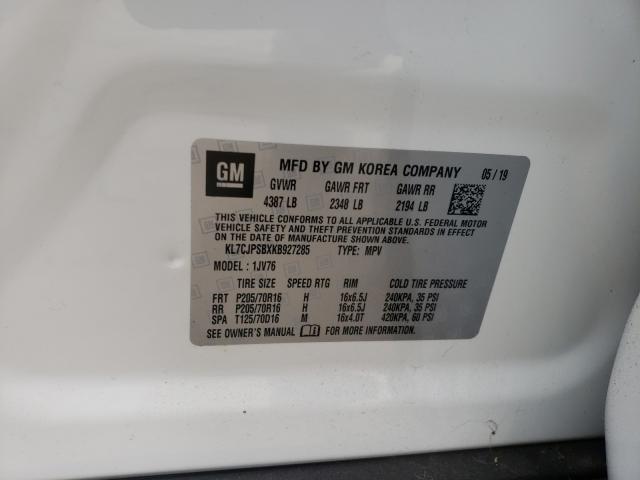 GM MFD BY GM KOREA COMPANY 05 / 19
GVWR GAWR FRT GAWR RR
4387 LB 2348 LB 2194 LB
THIS VEHICLE CONFORMS TO ALL APPLICABLE U.S. FEDERAL MOTOR
VEHICLE SAFETY AND THEFT PREVENTION STANDARDS IN EFFECT
ON THE DATE OF MANUFACTURE SHOWN ABOVE.
KL7CJPSBXKB927285 TYPE: MPV
MODEL: 1JV76
TIRE SIZE SPEED RTG RIM COLD TIRE PRESSURE
FRT P205/70R16 H 16x6.5J 240KPA, 35 PSI
RR P205/70R16 H 16x6.5J 240KPA, 35 PSI
SPA T125/70D16 M 16x4.0T 420KPA, 60 PSI
SEE OWNER'S MANUAL FOR MORE INFORMATION.